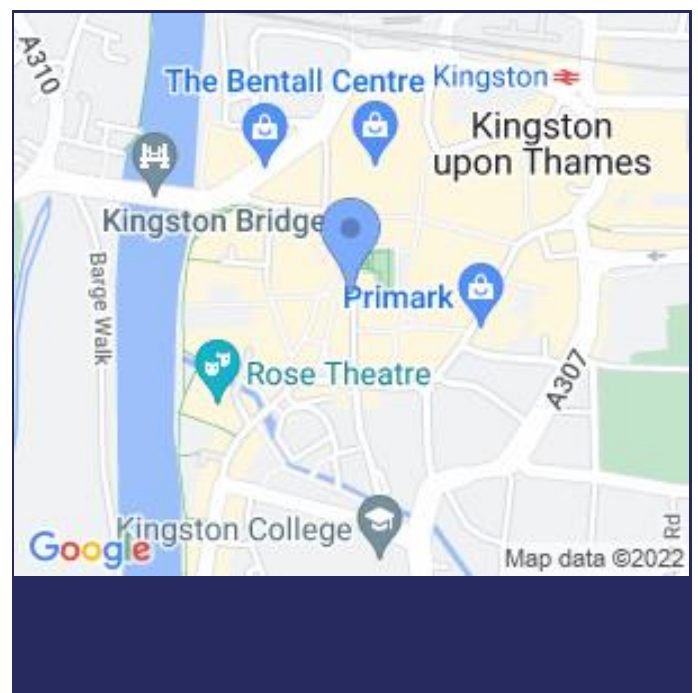 A310
The Bentall Centre
Kingston
Kingston
upon Thames
Kingston Bridge
Barge Walk
Primark
Rose Theatre
A307
Kingston College
Rd
Google
Map data ©2022